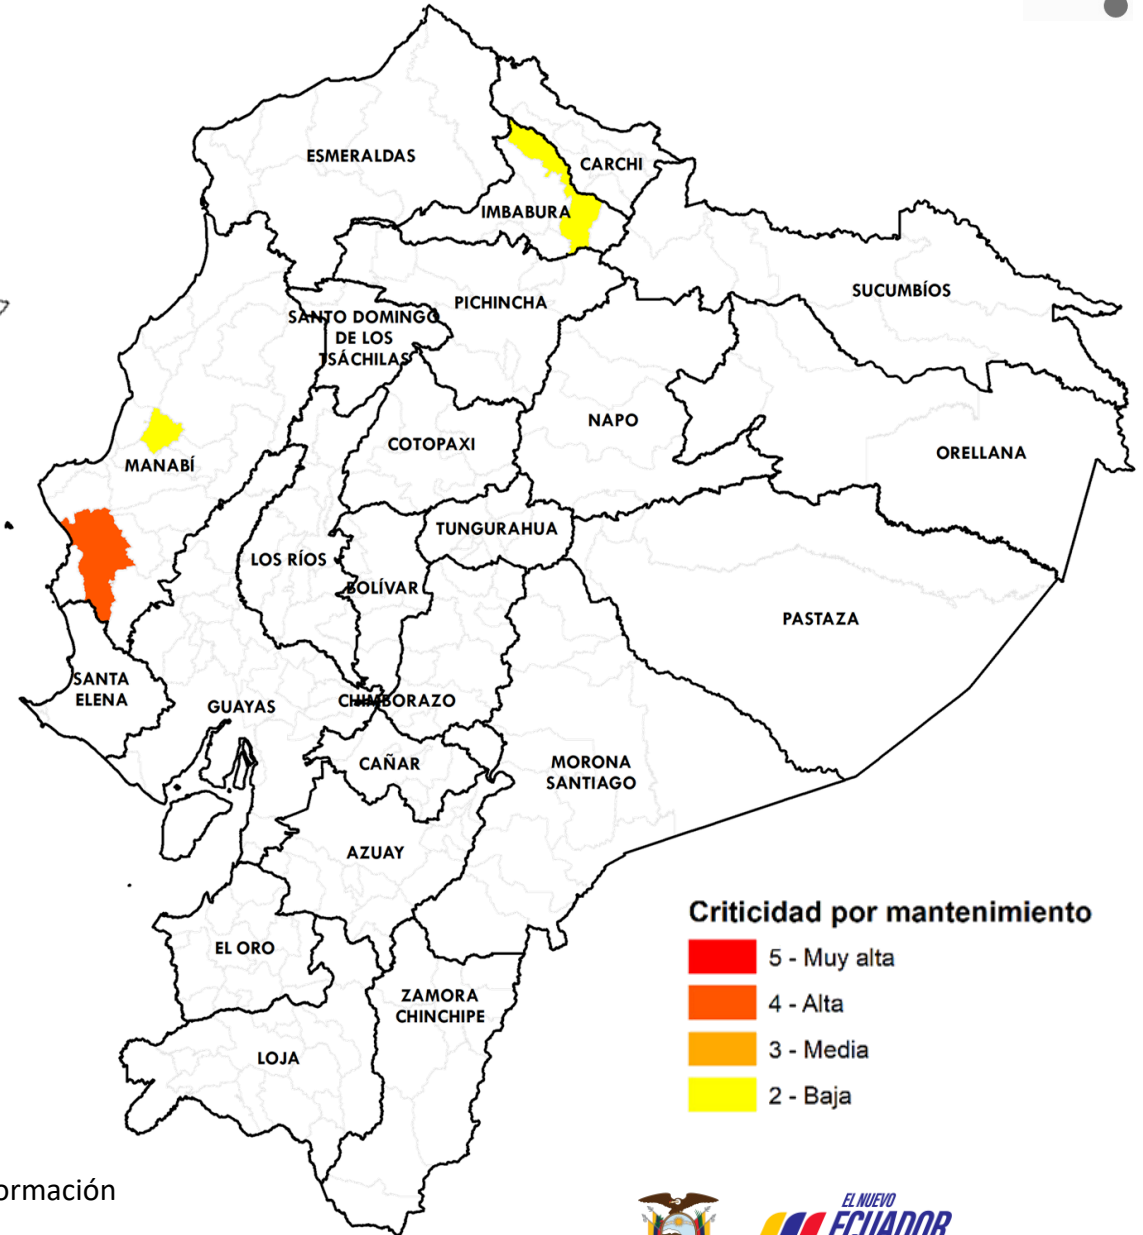 ESMERALDAS
CARCHI
IMBABURA
SUCUMBÍOS
PICHINCHA
SANTO DOMINGO
DE LOS
TSÁCHILAS
NAPO
COTOPAXI
ORELLANA
MANABÍ
TUNGURAHUA
LOS RÍOS
BOLÍVAR
PASTAZA
SANTA
ELENA
GUAYAS
CHIMBORAZO
CAÑAR
MORONA
SANTIAGO
AZUAY
EL ORO
ZAMORA
CHINCHIPE
LOJA
Criticidad por mantenimiento
5 - Muy alta
4 - Alta
3 - Media
2 - Baja
ormación
EL NUEVO
ECUADOR